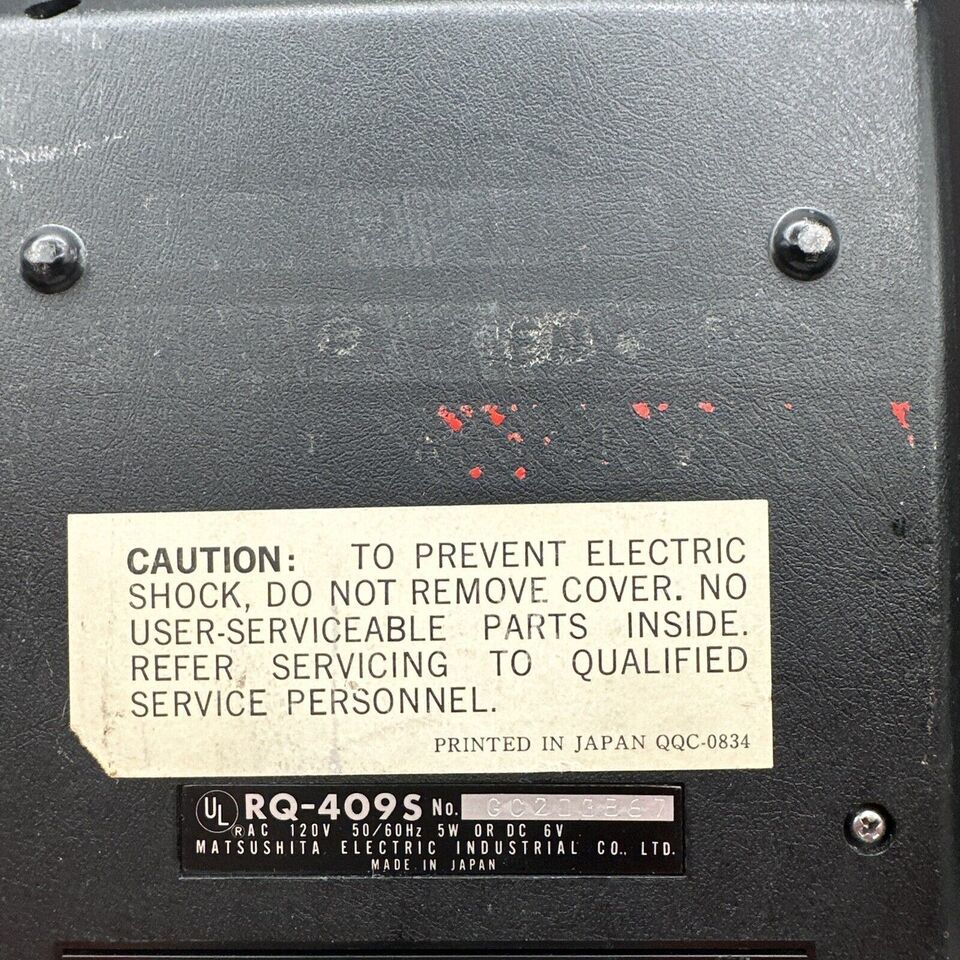 CAUTION: TO PREVENT ELECTRIC
SHOCK, DO NOT REMOVE COVER. NO
USER-SERVICEABLE PARTS INSIDE.
REFER SERVICING TO QUALIFIED
SERVICE PERSONNEL.
PRINTED IN JAPAN QQC-0834
UL® RQ-409S No.
AC 120V 50/60Hz 5W OR DC 6V
MATSUSHITA ELECTRIC INDUSTRIAL CO., LTD.
MADE IN JAPAN